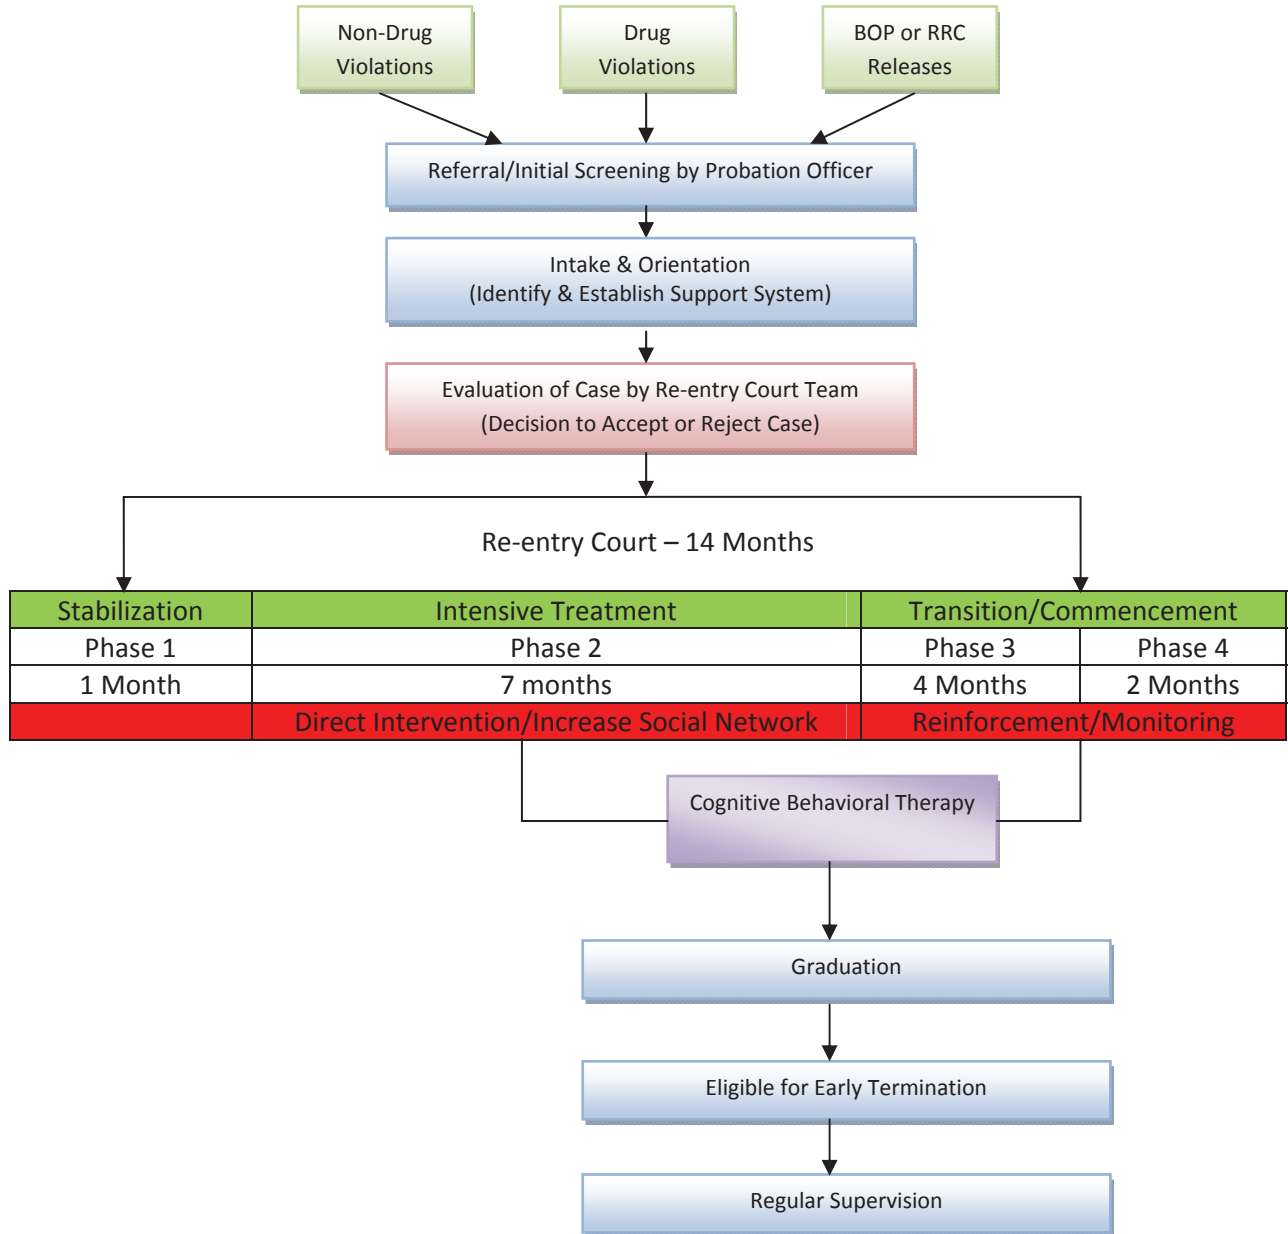 Non-Drug
Violations
Drug
Violations
BOP or RRC
Releases
Referral/Initial Screening by Probation Officer
Intake & Orientation
(Identify & Establish Support System)
Evaluation of Case by Re-entry Court Team
(Decision to Accept or Reject Case)
Re-entry Court – 14 Months
Stabilization
Intensive Treatment
Transition/Commencement
Phase 1
Phase 2
Phase 3
Phase 4
1 Month
7 months
4 Months
2 Months
Direct Intervention/Increase Social Network
Reinforcement/Monitoring
Cognitive Behavioral Therapy
Graduation
Eligible for Early Termination
Regular Supervision